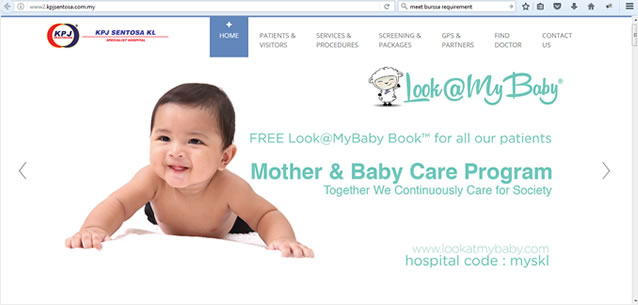 www2.kpjsentosa.com.my
meet bursa requirement
KPJ
KPJ SENTOSA KL
SPECIALIST HOSPITAL
HOME
PATIENTS &
VISITORS
SERVICES &
PROCEDURES
SCREENING &
PACKAGES
GPS &
PARTNERS
FIND
DOCTOR
CONTACT
US
Look@MyBaby®
FREE Look@MyBaby Book™ for all our patients
Mother & Baby Care Program
Together We Continuously Care for Society
www.lookatmybaby.com
hospital code : myskl